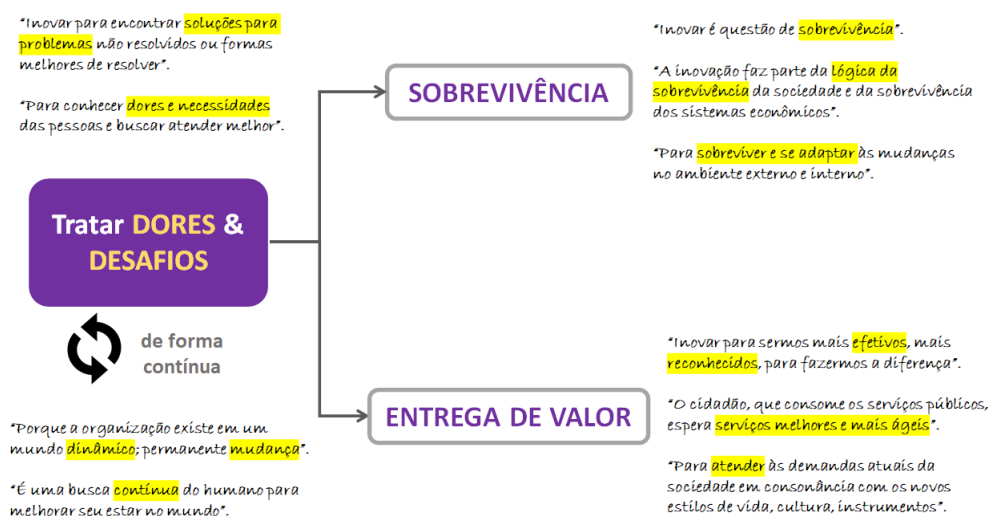 “Inovar para encontrar soluções para
problemas não resolvidos ou formas
melhores de resolver”.
“Para conhecer dores e necessidades
das pessoas e buscar atender melhor”.
Tratar DORES &
DESAFIOS
de forma
contínua
“Porque a organização existe em um
mundo dinâmico; permanente mudança”.
“É uma busca contínua do humano para
melhorar seu estar no mundo”.
SOBREVIVÊNCIA
“Inovar é questão de sobrevivência”.
“A inovação faz parte da lógica da
sobrevivência da sociedade e da sobrevivência
dos sistemas econômicos”.
“Para sobreviver e se adaptar às mudanças
no ambiente externo e interno”.
ENTREGA DE VALOR
“Inovar para sermos mais efetivos, mais
reconhecidos, para fazermos a diferença”.
“O cidadão, que consome os serviços públicos,
espera serviços melhores e mais ágeis”.
“Para atender às demandas atuais da
sociedade em consonância com os novos
estilos de vida, cultura, instrumentos”.